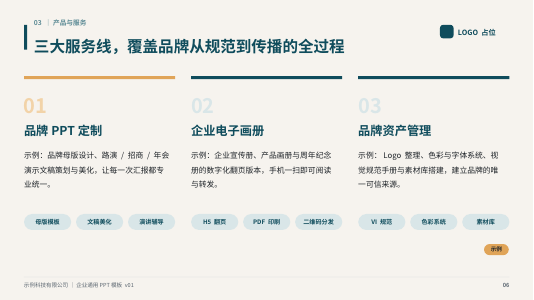 03 | 产品与服务
三大服务线，覆盖品牌从规范到传播的全过程
LOGO 占位
01
品牌 PPT 定制
示例：品牌母版设计、路演 / 招商 / 年会
演示文稿策划与美化，让每一次汇报都专
业统一。
母版模板
文稿美化
演讲辅导
02
企业电子画册
示例：企业宣传册、产品画册与周年纪念
册的数字化翻页版本，手机一扫即可阅读
与转发。
H5 翻页
PDF 印刷
二维码分发
03
品牌资产管理
示例： Logo 整理、色彩与字体系统、视
觉规范手册与素材库搭建，建立品牌的唯
一可信来源。
VI 规范
色彩系统
素材库
示例
示例科技有限公司 | 企业通用 PPT 模板 v01
06